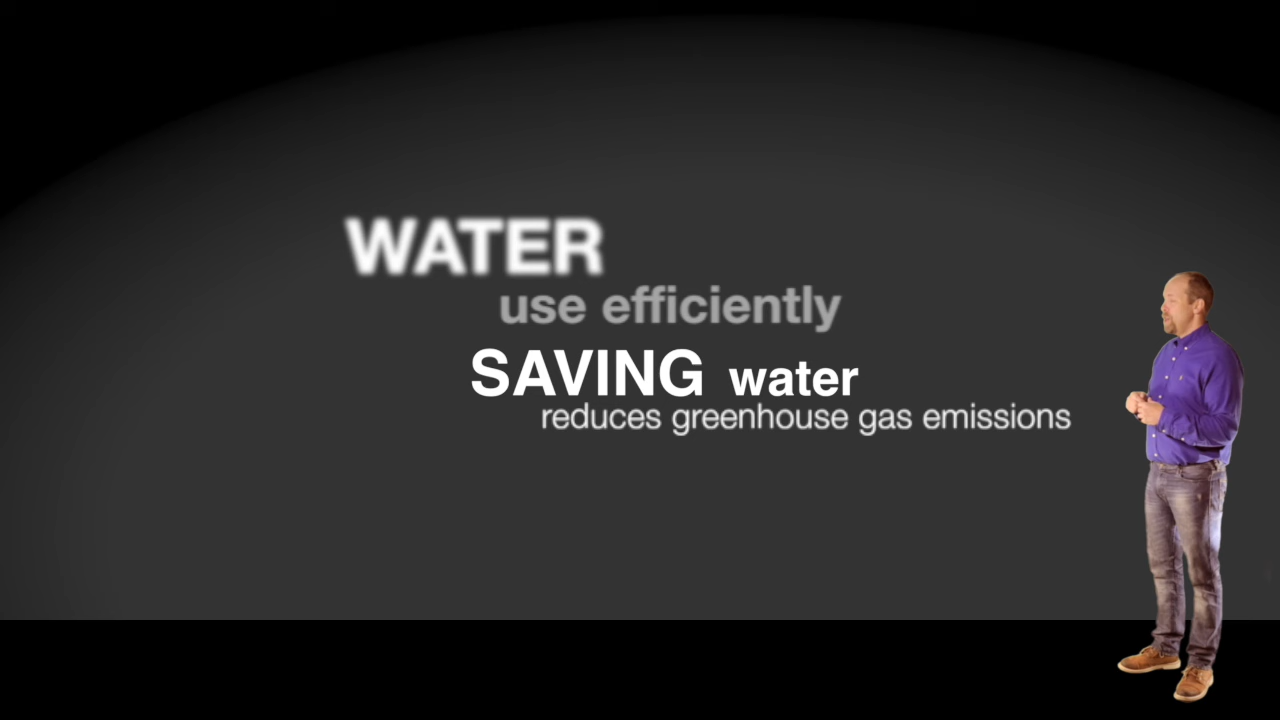 WATER
use efficiently
SAVING water
reduces greenhouse gas emissions